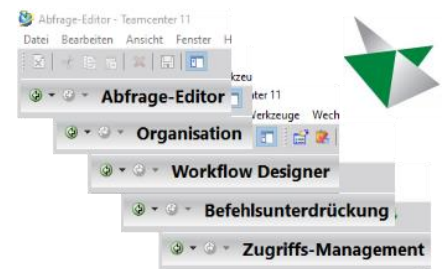 Abfrage-Editor - Teamcenter 11
Datei Bearbeiten Ansicht Fenster
Abfrage-Editor
Organisation
Workflow Designer
Befehlsunterdrückung
Zugriffs-Management